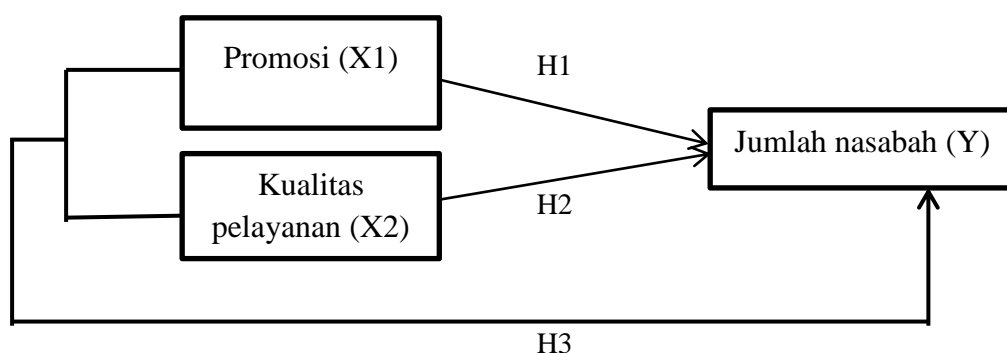 Promosi (X1)
H1
Jumlah nasabah (Y)
Kualitas
pelayanan (X2)
H2
H3